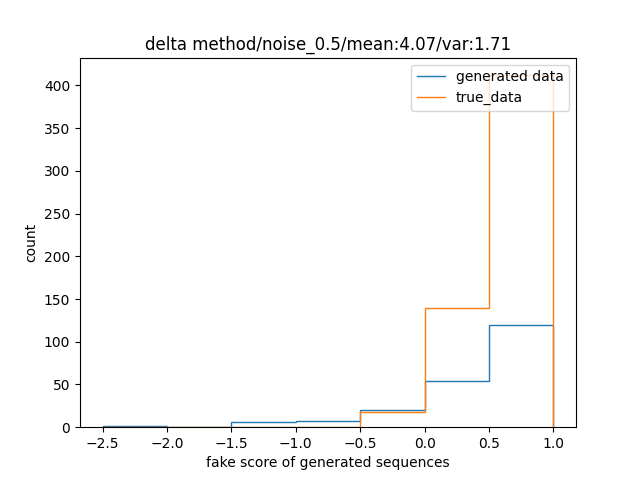 delta method/noise_0.5/mean:4.07/var:1.71
generated data
true_data
400
350
300
250
200
150
100
50
0
count
−2.5 −2.0 −1.5 −1.0 −0.5 0.0 0.5 1.0
fake score of generated sequences